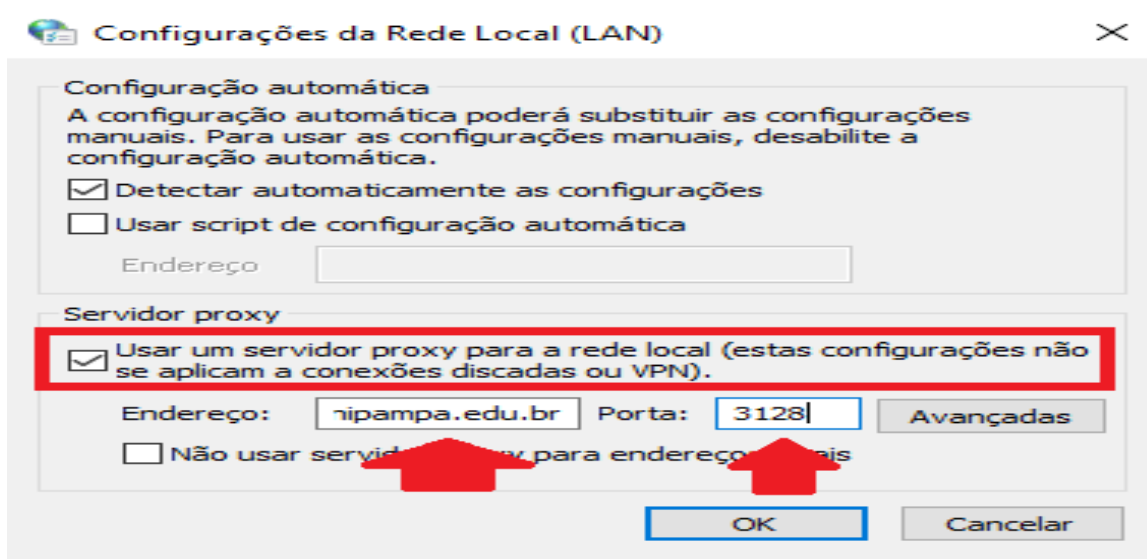 Configurações da Rede Local (LAN)
Configuração automática
A configuração automática poderá substituir as configurações
manuais. Para usar as configurações manuais, desabilite a
configuração automática.
Detectar automaticamente as configurações
Usar script de configuração automática
Endereço
Servidor proxy
Usar um servidor proxy para a rede local (estas configurações não
se aplicam a conexões discadas ou VPN).
Endereço: nipampa.edu.br Porta: 3128 Avançadas
Não usar para
OK Cancelar